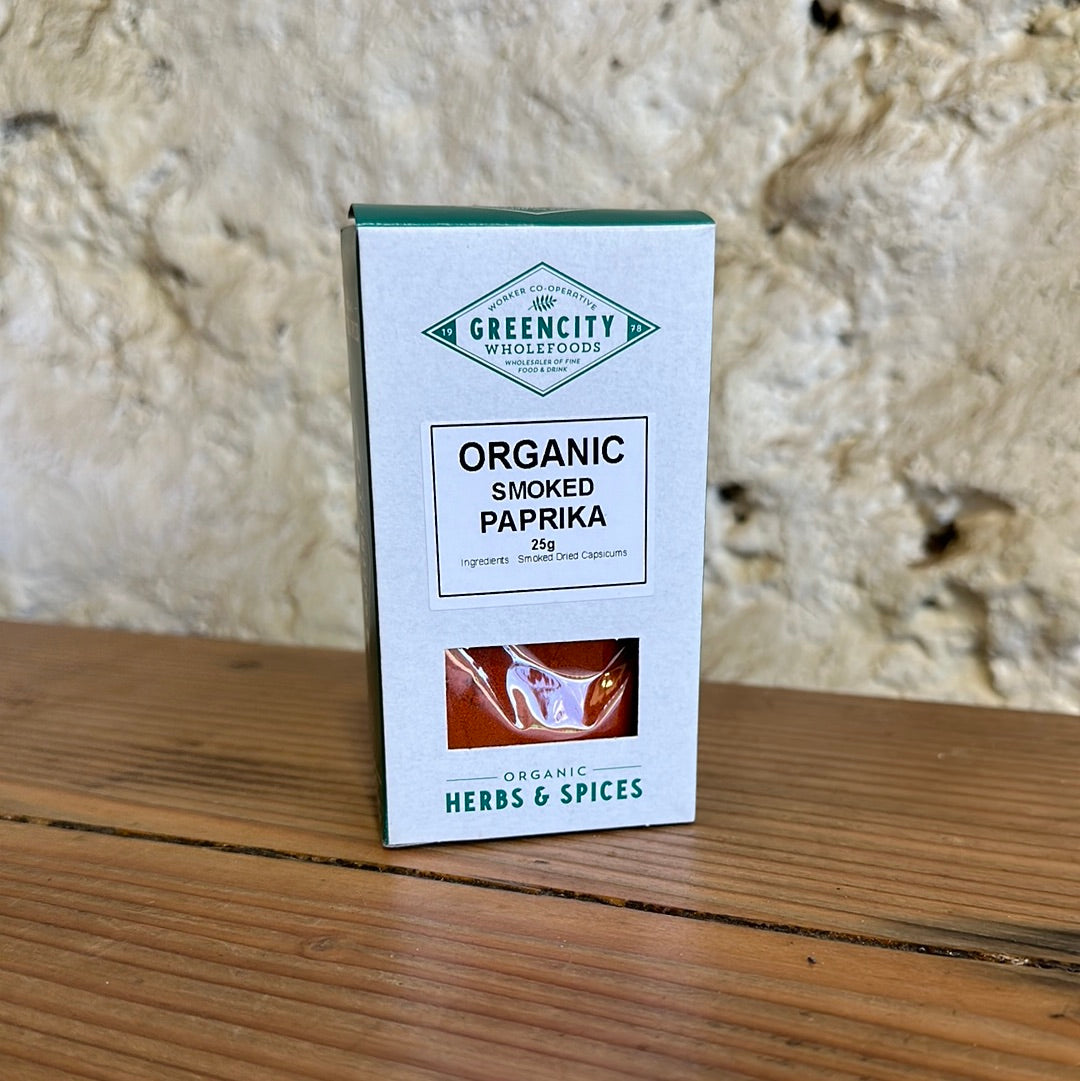 WORKER CO-OPERATIVE
19 GREENCITY 78
WHOLEFOODS
WHOLESALER OF FINE
FOOD & DRINK
ORGANIC
SMOKED
PAPRIKA
25g
Ingredients Smoked Dried Capsicums
ORGANIC
HERBS & SPICES